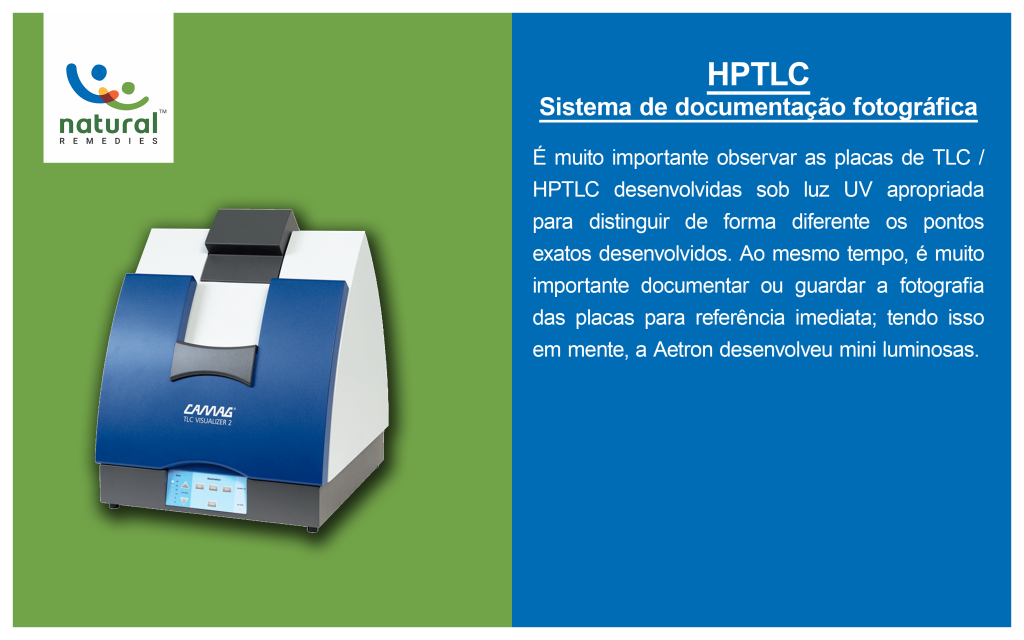 natural™
REMEDIES
CAMAG®
TLC VISUALIZER 2
HPTLC
Sistema de documentação fotográfica
É muito importante observar as placas de TLC /
HPTLC desenvolvidas sob luz UV apropriada
para distinguir de forma diferente os pontos
exatos desenvolvidos. Ao mesmo tempo, é muito
importante documentar ou guardar a fotografia
das placas para referência imediata; tendo isso
em mente, a Aetron desenvolveu mini luminosas.